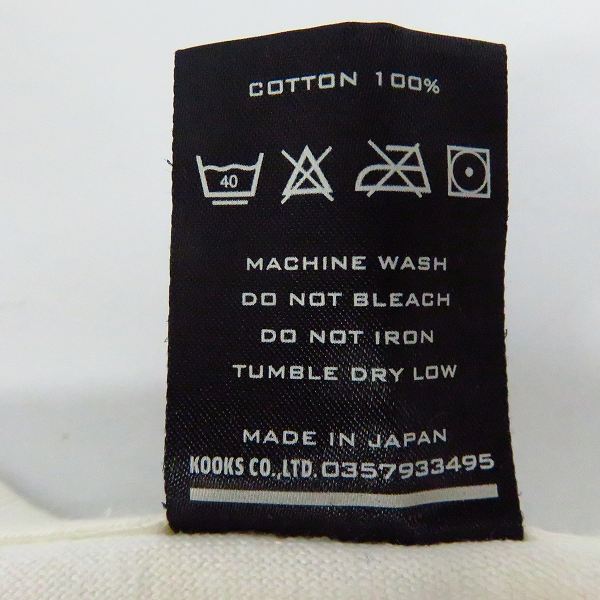 COTTON 100%
40
MACHINE WASH
DO NOT BLEACH
DO NOT IRON
TUMBLE DRY LOW
MADE IN JAPAN
KOOKS CO.,LTD. 0357933495